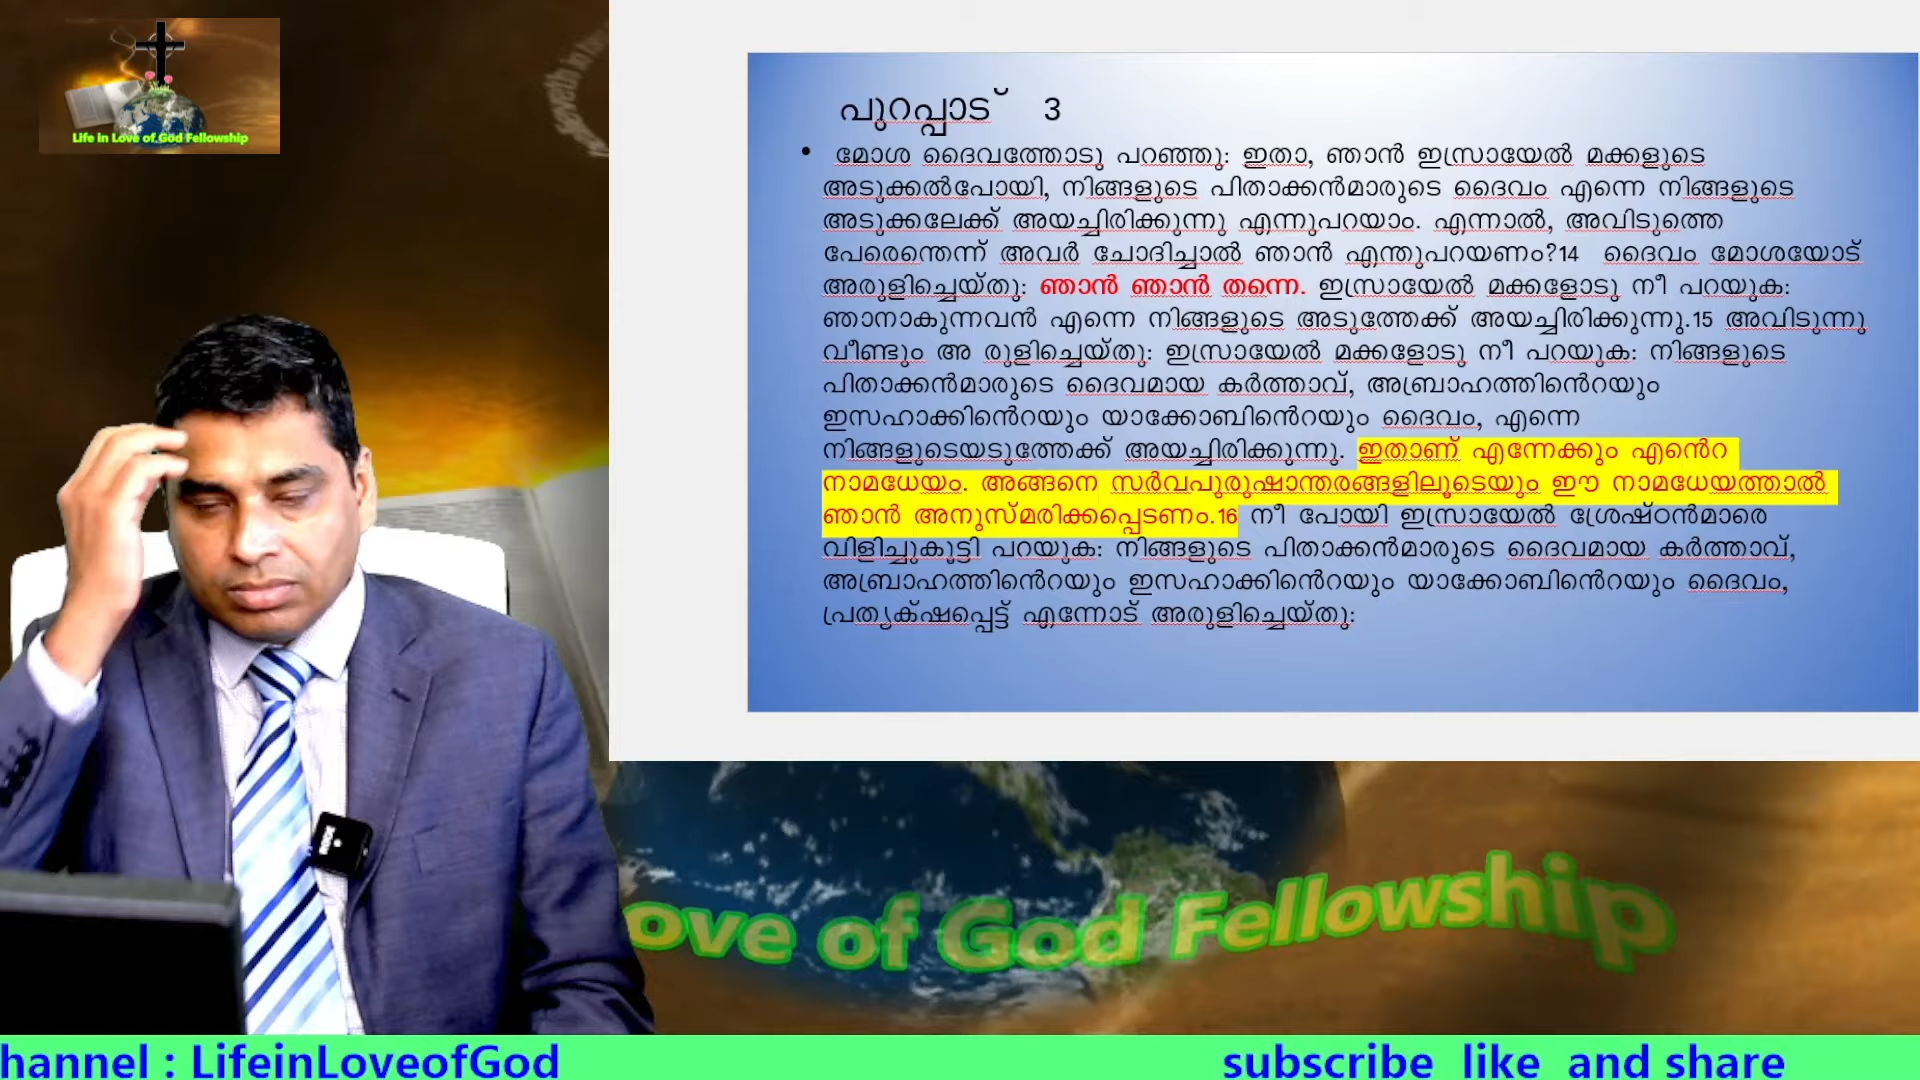 Life in Love of God Fellowship
പുറപ്പാട് 3
• മോശ ദൈവത്തോടു പറഞ്ഞു: ഇതാ, ഞാൻ ഇസ്രായേൽ മക്കളുടെ
അടുക്കൽപോയി, നിങ്ങളുടെ പിതാക്കൻമാരുടെ ദൈവം എന്നെ നിങ്ങളുടെ
അടുക്കലേക്ക് അയച്ചിരിക്കുന്നു എന്നുപറയാം. എന്നാൽ, അവിടുത്തെ
പേരെന്തെന്ന് അവർ ചോദിച്ചാൽ ഞാൻ എന്തുപറയണം?14 ദൈവം മോശയോട്
അരുളിച്ചെയ്തു: ഞാൻ ഞാൻ തന്നെ. ഇസ്രായേൽ മക്കളോടു നീ പറയുക:
ഞാനാകുന്നവൻ എന്നെ നിങ്ങളുടെ അടുത്തേക്ക് അയച്ചിരിക്കുന്നു.15 അവിടുന്നു
വീണ്ടും അ രുളിച്ചെയ്തു: ഇസ്രായേൽ മക്കളോടു നീ പറയുക: നിങ്ങളുടെ
പിതാക്കൻമാരുടെ ദൈവമായ കർത്താവ്, അബ്രാഹത്തിൻെറയും
ഇസഹാക്കിൻെറയും യാക്കോബിൻെറയും ദൈവം, എന്നെ
നിങ്ങളുടെയടുത്തേക്ക് അയച്ചിരിക്കുന്നു. ഇതാണ് എന്നേക്കും എൻെറ
നാമധേയം. അങ്ങനെ സർവപുരുഷാന്തരങ്ങളിലൂടെയും ഈ നാമധേയത്താൽ
ഞാൻ അനുസ്മരിക്കപ്പെടണം.16 നീ പോയി ഇസ്രായേൽ ശ്രേഷ്ഠൻമാരെ
വിളിച്ചുകൂട്ടി പറയുക: നിങ്ങളുടെ പിതാക്കൻമാരുടെ ദൈവമായ കർത്താവ്,
അബ്രാഹത്തിൻെറയും ഇസഹാക്കിൻെറയും യാക്കോബിൻെറയും ദൈവം,
പ്രത്യക്ഷപ്പെട്ട് എന്നോട് അരുളിച്ചെയ്തു:
ove of God Fellowship
hannel : LifeinLoveofGod subscribe like and share